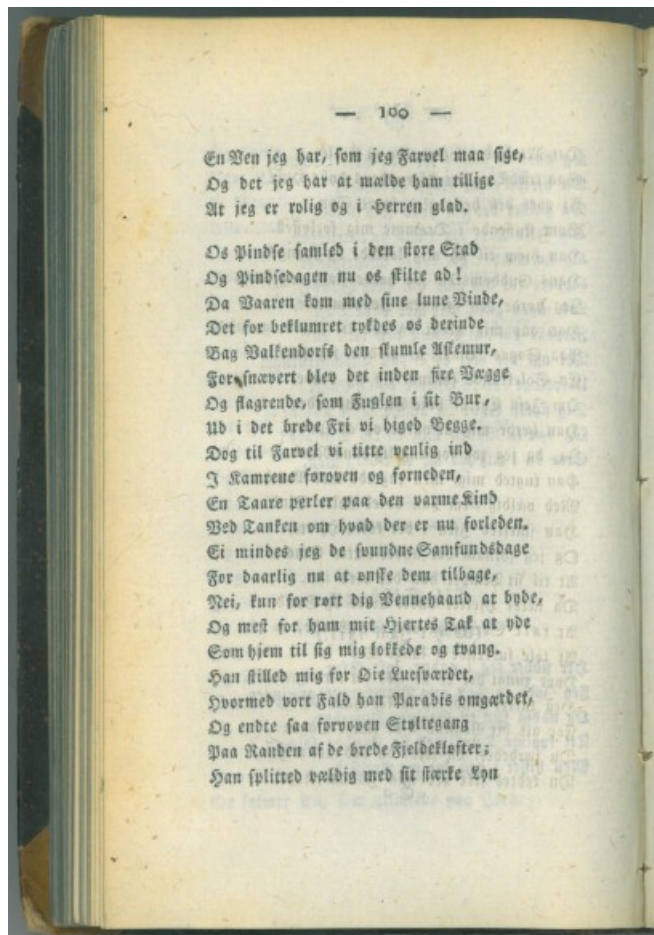 — 100 —
En Ven jeg har, som jeg Farvel maa sige,
Og det jeg har at mælde ham tillige
At jeg er rolig og i Herren glad.
Os Pindse samled i den store Stad
Og Pindsedagen nu os skilte ad!
Da Vaaren kom med sine lune Vinde,
Det for beklumret tykdes os derinde
Bag Valkendorfs den skumle Askemur,
For snævert blev det inden fire Vægge
Og flagrende, som Fuglen i sit Bur,
Ud i det brede Fri vi higed Begge.
Dog til Farvel vi titte venlig ind
I Kamrene foroven og forneden,
En Taare perler paa den varme Kind
Ved Tanken om hvad der er nu forleden.
Ei mindes jeg de svundne Samfundsdage
For daarlig nu at ønske dem tilbage,
Nei, kun for rørt dig Vennehaand at byde,
Og mest for ham mit Hjertes Tak at yde
Som hjem til sig mig lokkede og tvang.
Han stilled mig for Øie Luesværdet,
Hvormed vort Fald han Paradis omgærdet,
Og endte saa forvoven Styltegang
Paa Randen af de brede Fjeldekløfter;
Han splitted vældig med sit stærke Lyn